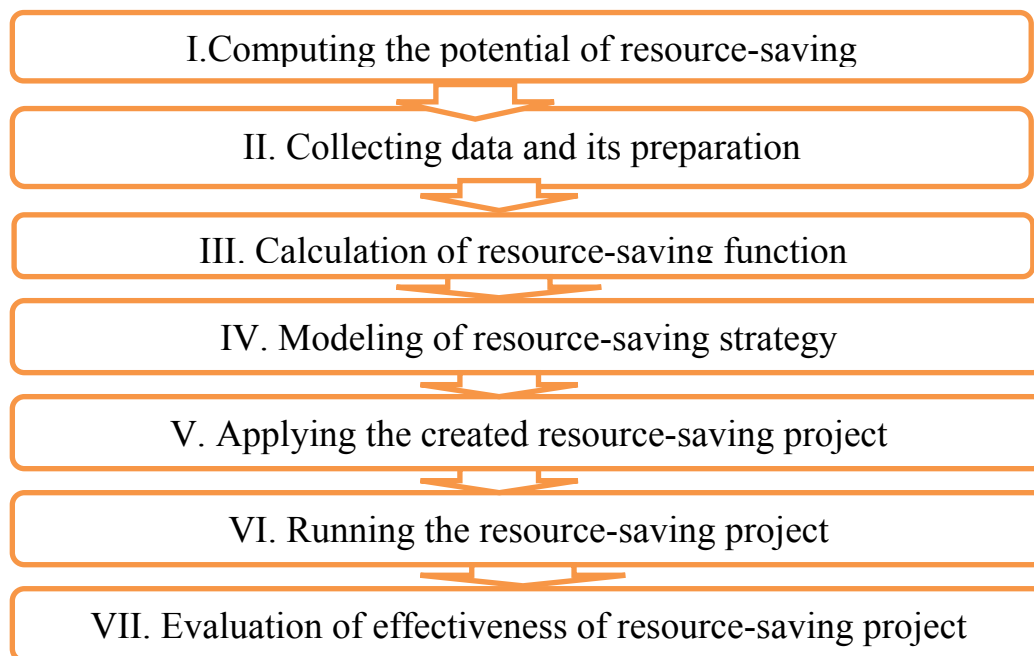 I.Computing the potential of resource-saving
II. Collecting data and its preparation
III. Calculation of resource-saving function
IV. Modeling of resource-saving strategy
V. Applying the created resource-saving project
VI. Running the resource-saving project
VII. Evaluation of effectiveness of resource-saving project